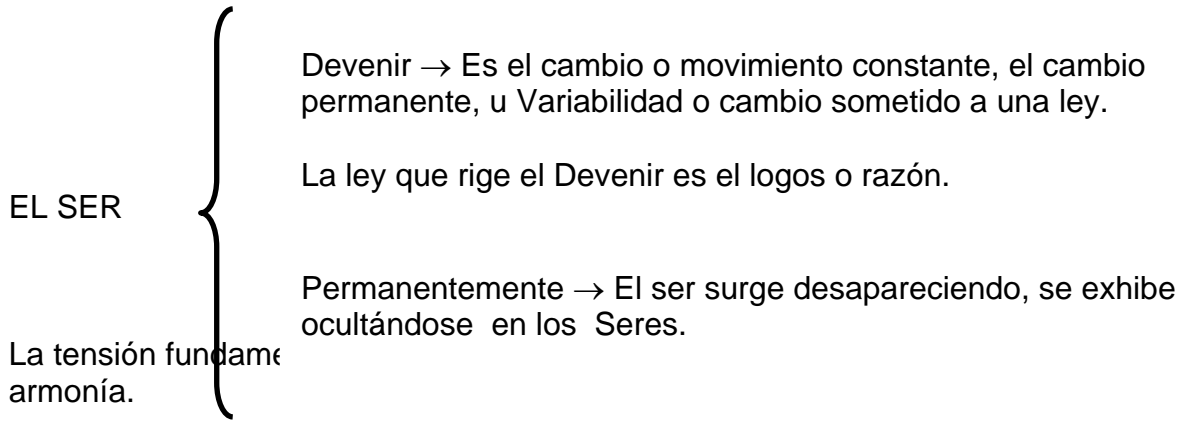 Devenir → Es el cambio o movimiento constante, el cambio
permanente, u Variabilidad o cambio sometido a una ley.
La ley que rige el Devenir es el logos o razón.
EL SER
Permanentemente → El ser surge desapareciendo, se exhibe
ocultándose en los Seres.
La tensión
armonía.